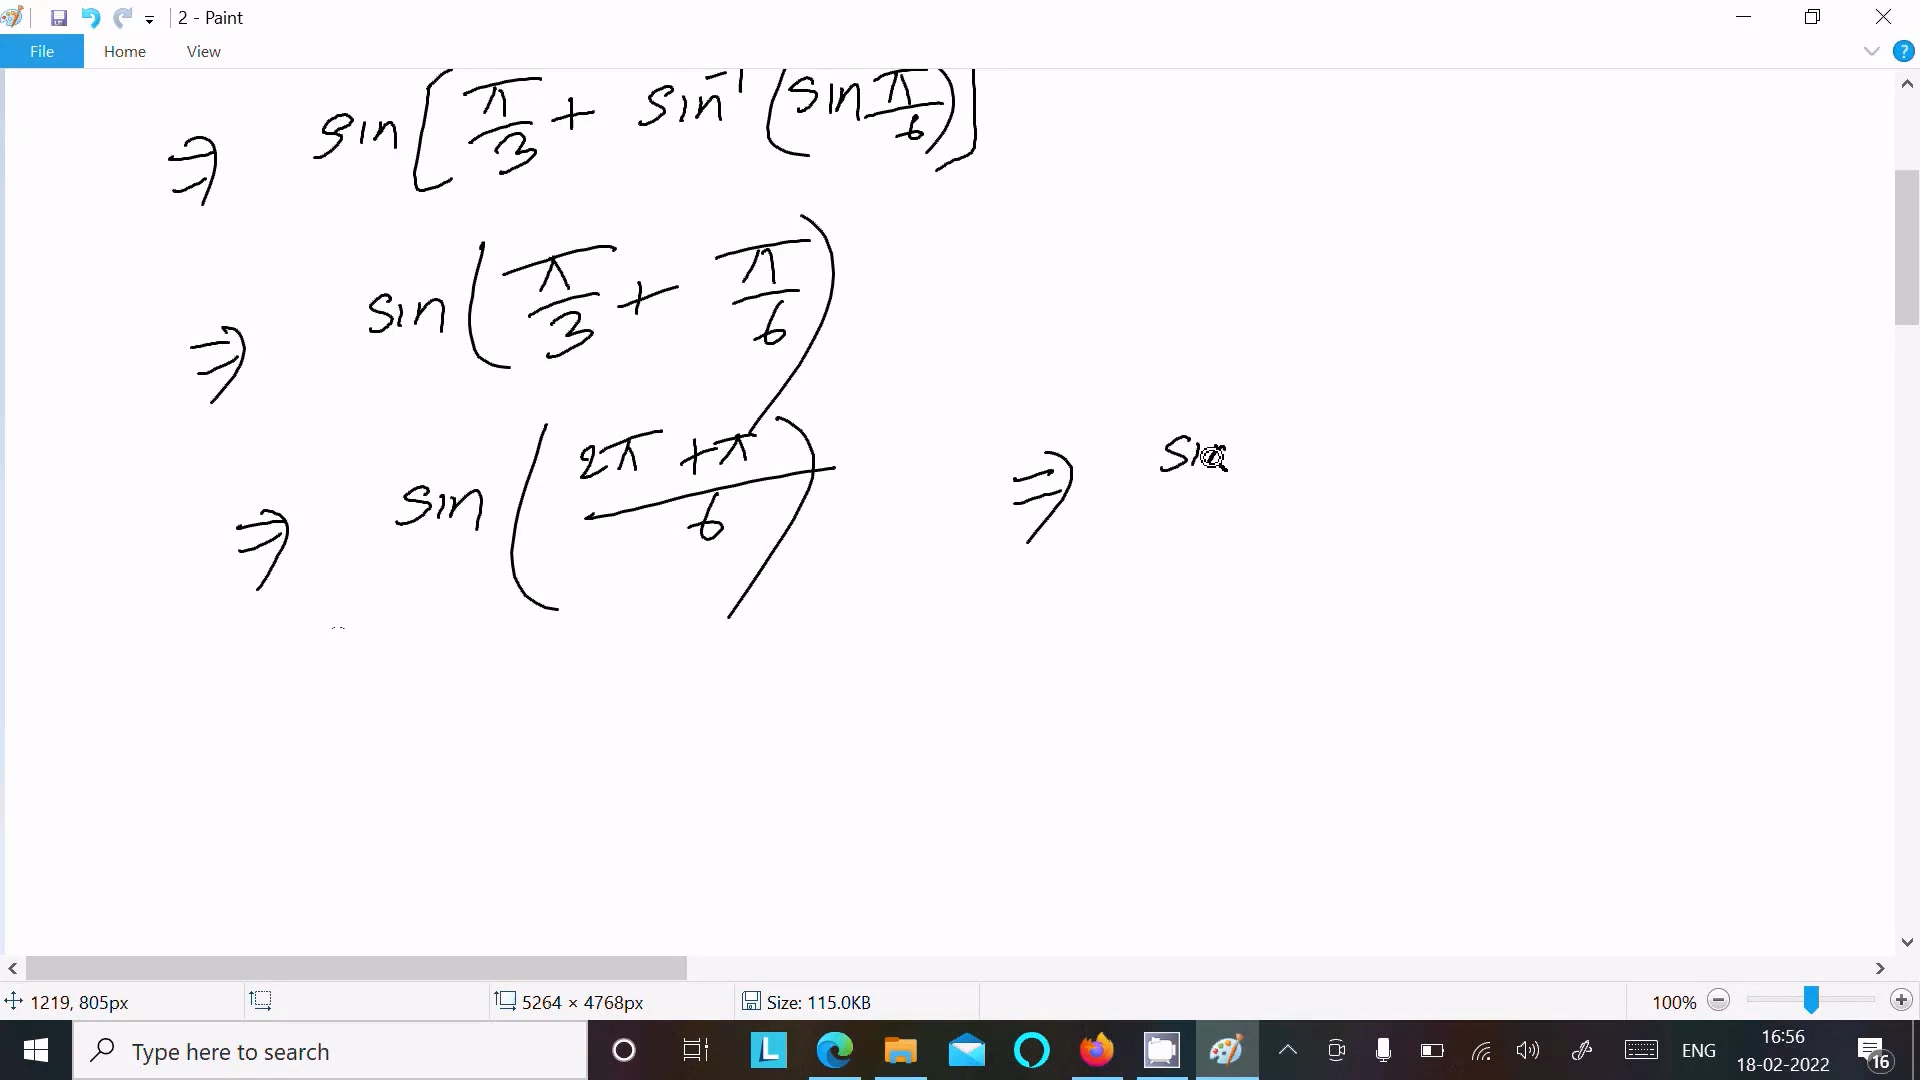 2 - Paint
File Home View
⇒ sin[π/3 + sin⁻¹(sin π/6)]
⇒ sin(π/3 + π/6)
⇒ sin(2π + π/6) ⇒ sin
1219, 805px 5264 × 4768px Size: 115.0KB 100%
Type here to search L ENG 16:56
18-02-2022 16